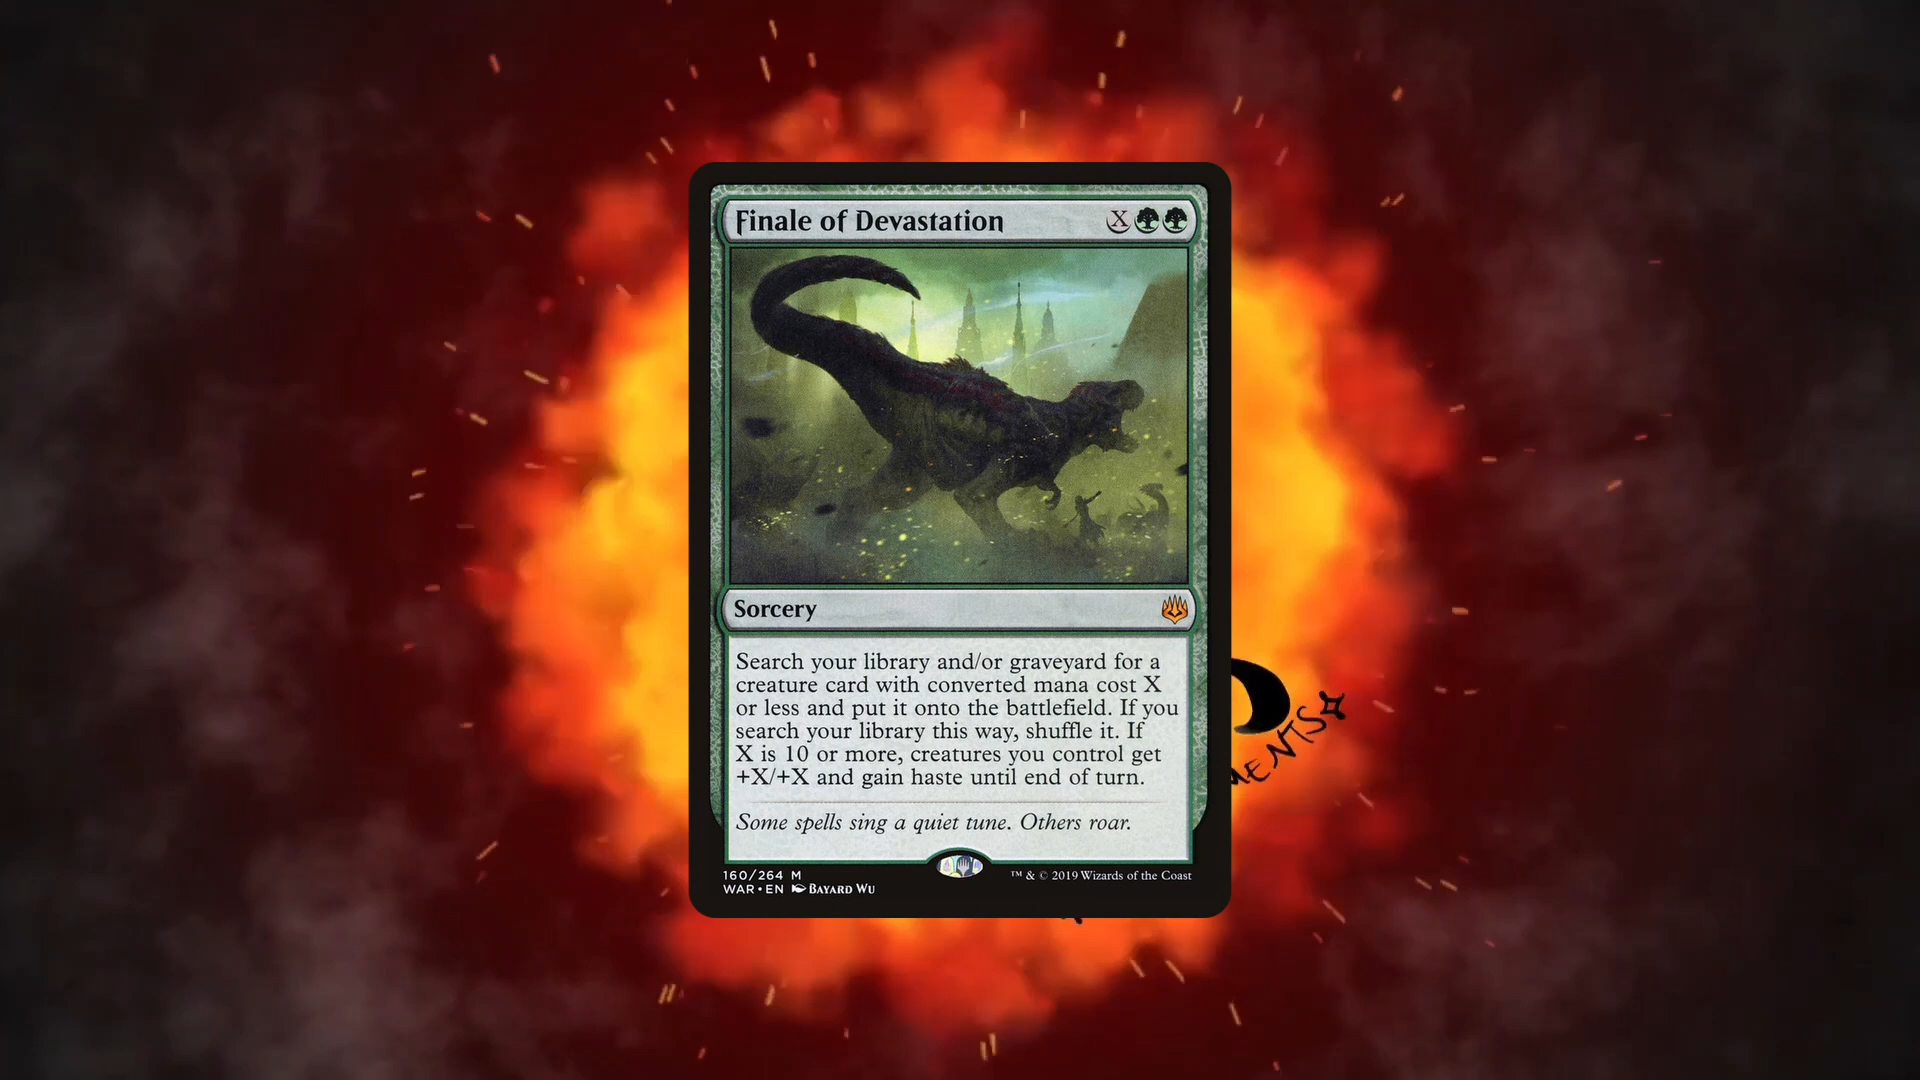 Finale of Devastation X
Sorcery
Search your library and/or graveyard for a
creature card with converted mana cost X
or less and put it onto the battlefield. If you
search your library this way, shuffle it. If
X is 10 or more, creatures you control get
+X/+X and gain haste until end of turn.
Some spells sing a quiet tune. Others roar.
160/264 M
WAR • EN Bayard Wu
™ & © 2019 Wizards of the Coast